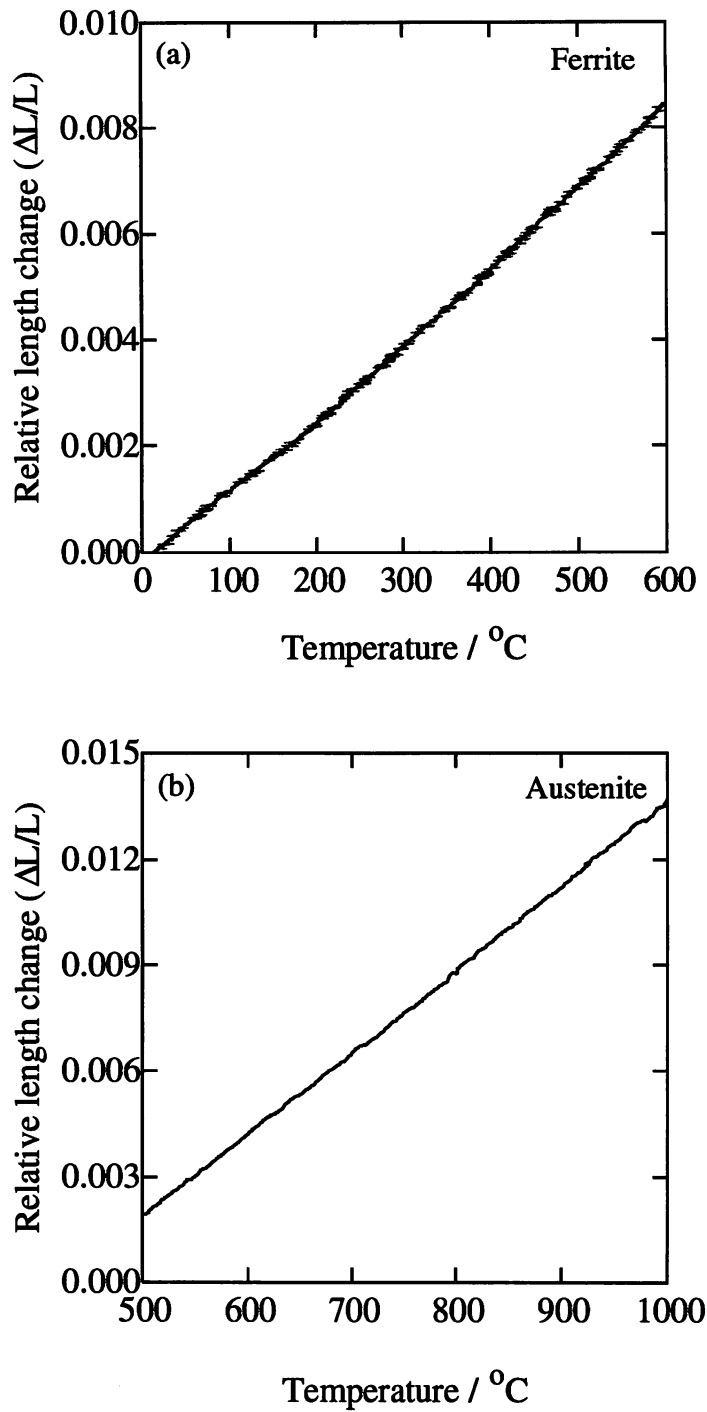 0.010
(a)
Ferrite
0.008
0.006
0.004
0.002
0.000
0 100 200 300 400 500 600
Relative length change (ΔL/L)
Temperature / °C
0.015
(b)
Austenite
0.012
0.009
0.006
0.003
0.000
500 600 700 800 900 1000
Relative length change (ΔL/L)
Temperature / °C